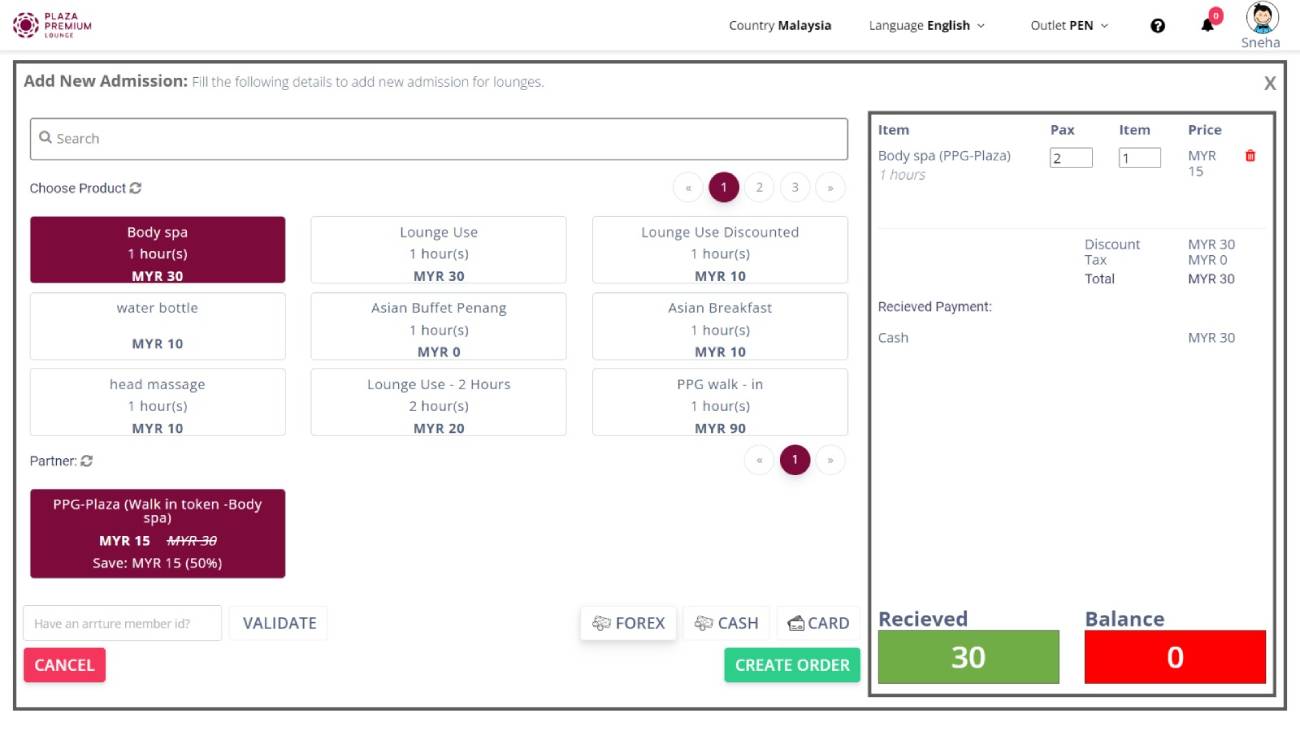 PLAZA
PREMIUM
LOUNGE
Country Malaysia
Language English
Outlet PEN
0
Sneha
Add New Admission: Fill the following details to add new admission for lounges.
X
Search
Choose Product
« 1 2 3 »
Body spa
1 hour(s)
MYR 30
Lounge Use
1 hour(s)
MYR 30
Lounge Use Discounted
1 hour(s)
MYR 10
water bottle
MYR 10
Asian Buffet Penang
1 hour(s)
MYR 0
Asian Breakfast
1 hour(s)
MYR 10
head massage
1 hour(s)
MYR 10
Lounge Use - 2 Hours
2 hour(s)
MYR 20
PPG walk - in
1 hour(s)
MYR 90
Partner:
« 1 »
PPG-Plaza (Walk in token -Body
spa)
MYR 15 MYR 30
Save: MYR 15 (50%)
Have an arrture member id?
VALIDATE
FOREX
CASH
CARD
CANCEL
CREATE ORDER
Item Pax Item Price
Body spa (PPG-Plaza) 2 1 MYR
15
1 hours
Discount MYR 30
Tax MYR 0
Total MYR 30
Recieved Payment:
Cash MYR 30
Recieved
30
Balance
0